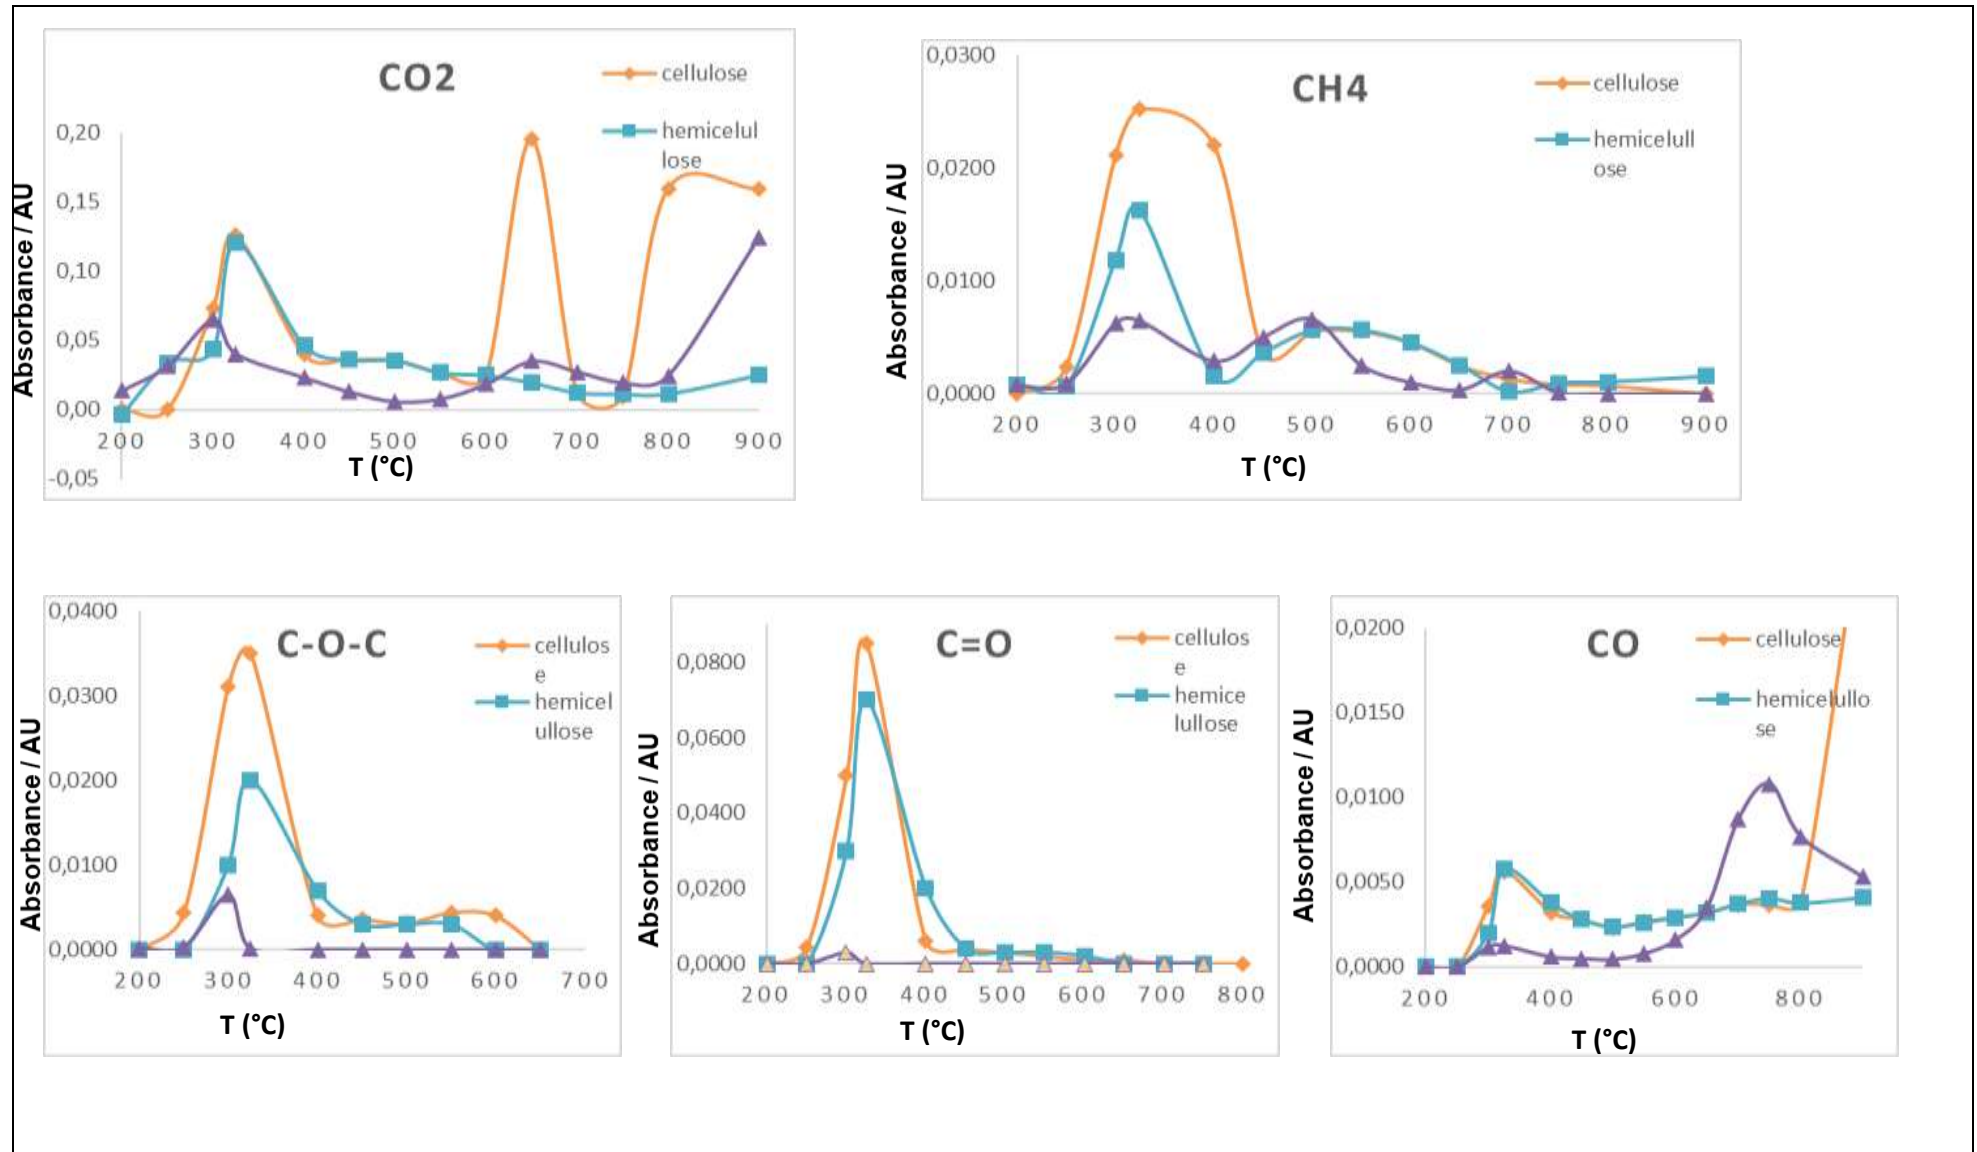 CO2
cellulose
hemicelul
lose
0,20
0,15
0,10
0,05
0,00
-0,05
Absorbance / AU
200 300 400 500 600 700 800 900
T (°C)
CH4
cellulose
hemicelull
ose
0,0300
0,0200
0,0100
0,0000
Absorbance / AU
200 300 400 500 600 700 800 900
T (°C)
C-O-C
cellulos
e
hemicel
ullose
0,0400
0,0300
0,0200
0,0100
0,0000
Absorbance / AU
200 300 400 500 600 700
T (°C)
C=O
cellulos
e
hemice
lullose
0,0800
0,0600
0,0400
0,0200
0,0000
Absorbance / AU
200 300 400 500 600 700 800
T (°C)
CO
cellulose
hemicelullo
se
0,0200
0,0150
0,0100
0,0050
0,0000
Absorbance / AU
200 400 600 800
T (°C)